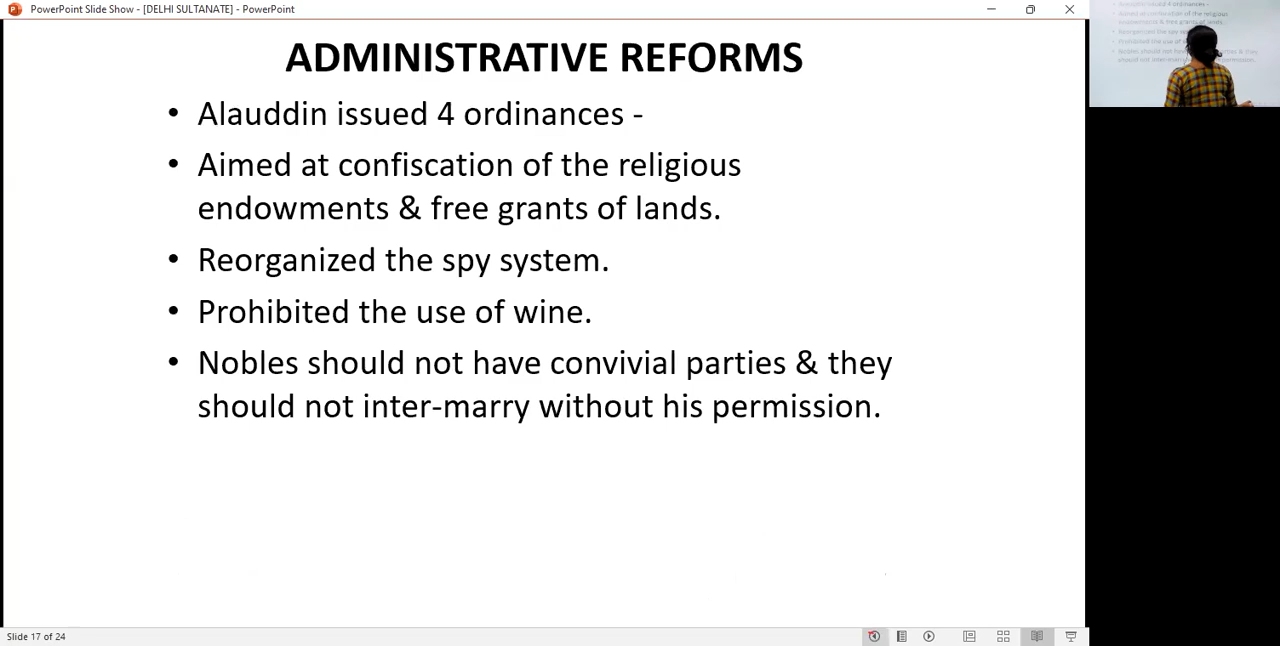 PowerPoint Slide Show - [DELHI SULTANATE] - PowerPoint
ADMINISTRATIVE REFORMS
• Alauddin issued 4 ordinances -
• Aimed at confiscation of the religious
endowments & free grants of lands.
• Reorganized the spy system.
• Prohibited the use of wine.
• Nobles should not have convivial parties & they
should not inter-marry without his permission.
Slide 17 of 24